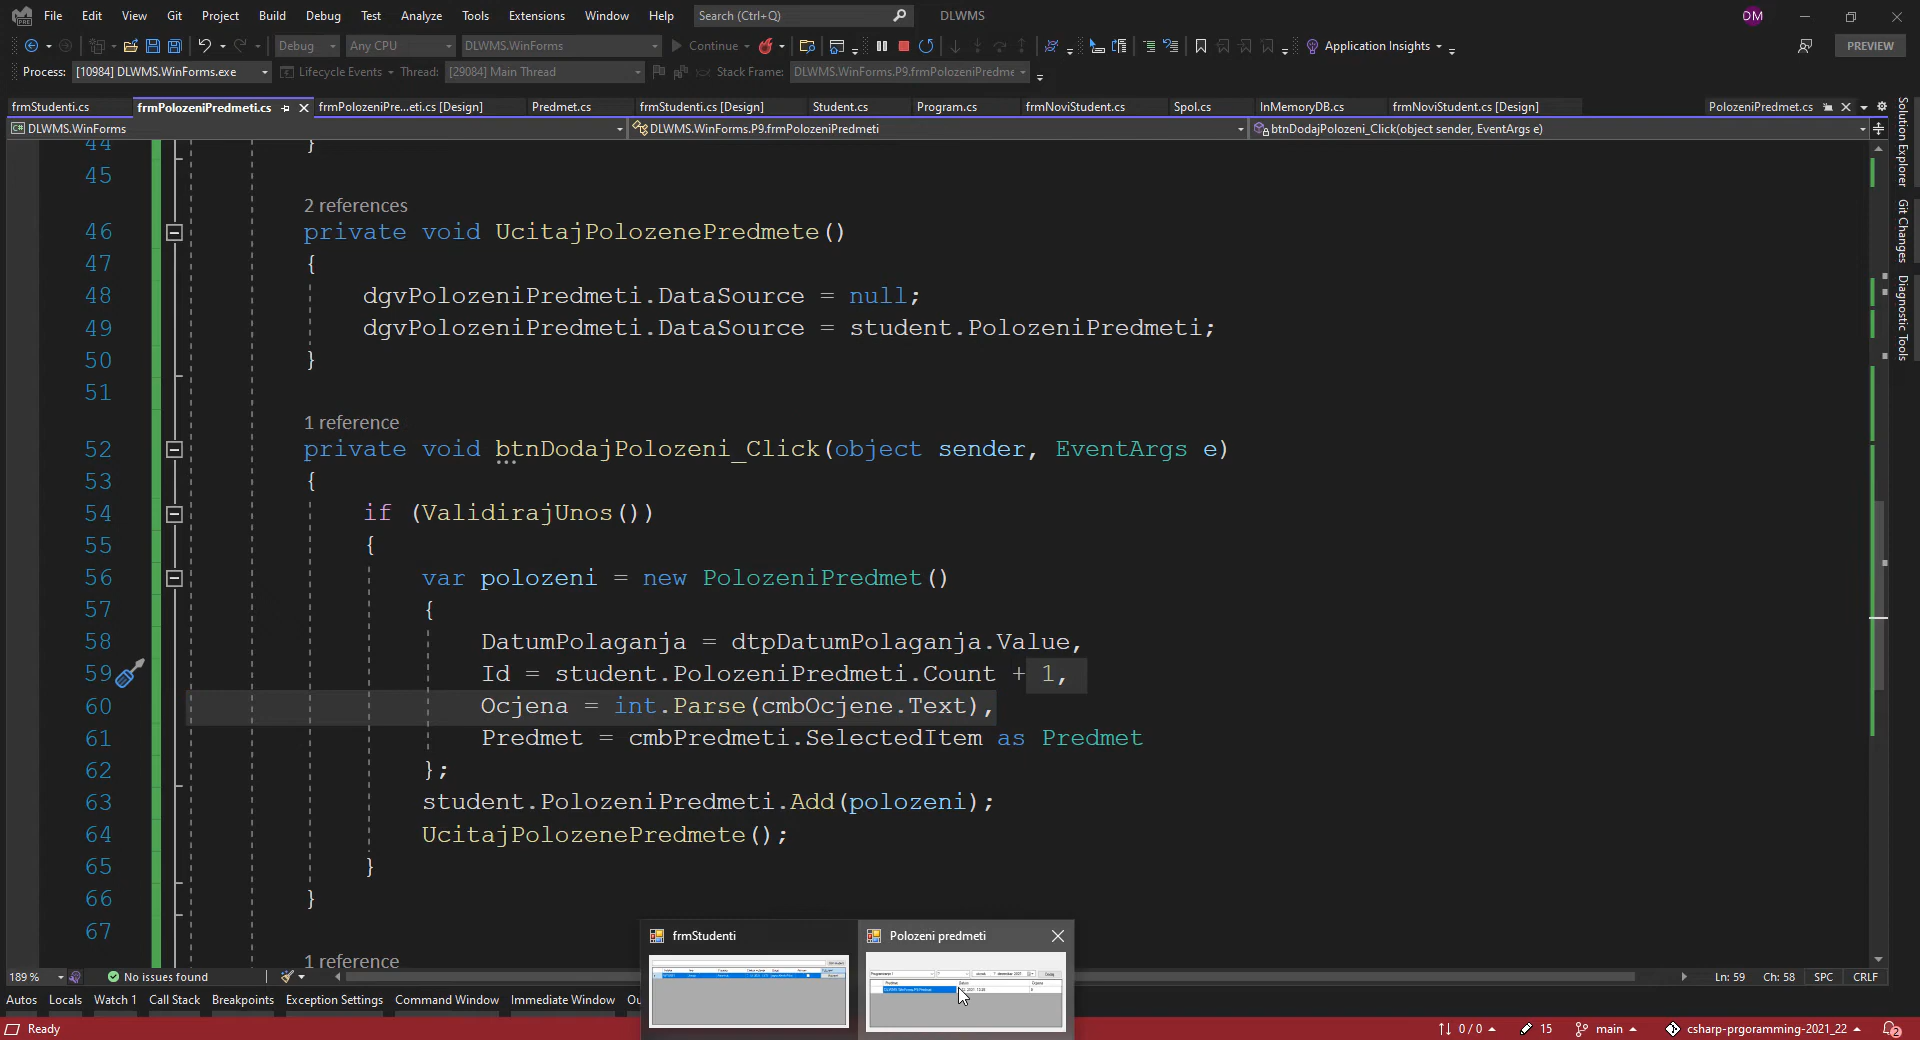 File Edit View Git Project Build Debug Test Analyze Tools Extensions Window Help Search (Ctrl+Q) DLWMS DM
Debug Any CPU DLWMS.WinForms Continue Application Insights PREVIEW
Process: [10984] DLWMS.WinForms.exe Lifecycle Events Thread: [29084] Main Thread Stack Frame: DLWMS.WinForms.P9.frmPolozeniPredme
frmStudenti.cs frmPolozeniPredmeti.cs frmPolozeniPre...eti.cs [Design] Predmet.cs frmStudenti.cs [Design] Student.cs Program.cs frmNoviStudent.cs Spol.cs InMemoryDB.cs frmNoviStudent.cs [Design] PolozeniPredmet.cs
C# DLWMS.WinForms DLWMS.WinForms.P9.frmPolozeniPredmeti btnDodajPolozeni_Click(object sender, EventArgs e)
44 }
45
2 references
46 private void UcitajPolozenePredmete()
47 {
48 dgvPolozeniPredmeti.DataSource = null;
49 dgvPolozeniPredmeti.DataSource = student.PolozeniPredmeti;
50 }
51
1 reference
52 private void btnDodajPolozeni_Click(object sender, EventArgs e)
53 {
54 if (ValidirajUnos())
55 {
56 var polozeni = new PolozeniPredmet()
57 {
58 DatumPolaganja = dtpDatumPolaganja.Value,
59 Id = student.PolozeniPredmeti.Count + 1,
60 Ocjena = int.Parse(cmbOcjene.Text),
61 Predmet = cmbPredmeti.SelectedItem as Predmet
62 };
63 student.PolozeniPredmeti.Add(polozeni);
64 UcitajPolozenePredmete();
65 }
66 }
67
1 reference
Solution Explorer
Git Changes
Diagnostic Tools
frmStudenti Polozeni predmeti
189 % No issues found Ln: 59 Ch: 58 SPC CRLF
Autos Locals Watch 1 Call Stack Breakpoints Exception Settings Command Window Immediate Window Ou
Ready 0 / 0 15 main csharp-prgoramming-2021_22 2